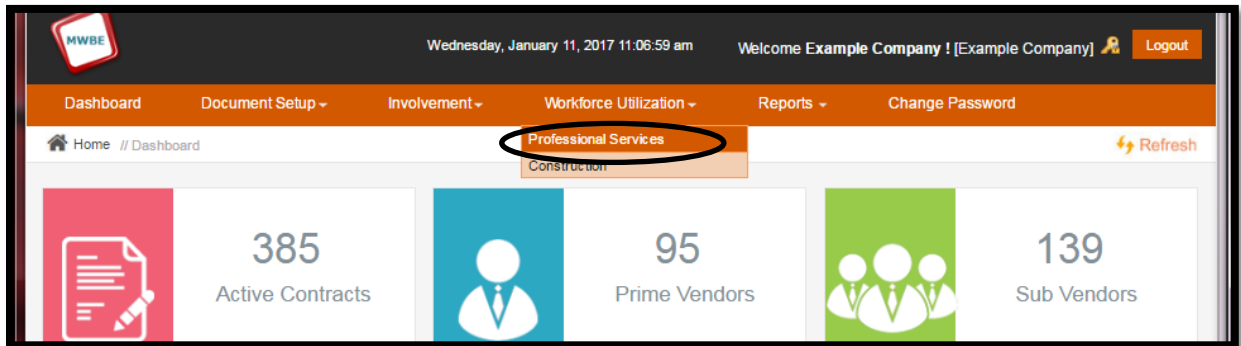 MWBE
Wednesday, January 11, 2017 11:06:59 am
Welcome Example Company ! [Example Company]
Logout
Dashboard Document Setup Involvement Workforce Utilization Reports Change Password
Home // Dashboard
Professional Services
Construction
Refresh
385
Active Contracts
95
Prime Vendors
139
Sub Vendors